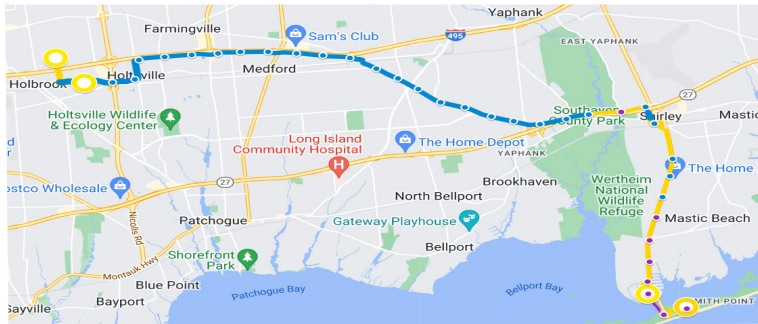 Yaphank
Farmingville
Sam's Club
495
EAST YAPHANK
Medford
Holtsville
Holbrook
27
Southaven
County Park
Shirley
Mastic
Holtsville Wildlife
& Ecology Center
Long Island
Community Hospital
The Home Depot
YAPHANK
The Home
Brookhaven
Wertheim
National
Wildlife
Refuge
ostco Wholesale
27
North Bellport
Mastic Beach
Patchogue
Gateway Playhouse
Nicolls Rd
Bellport
Shorefront
Park
Montauk Hwy
Blue Point
Patchogue Bay
Bellport Bay
Bayport
Sayville
MITH POINT